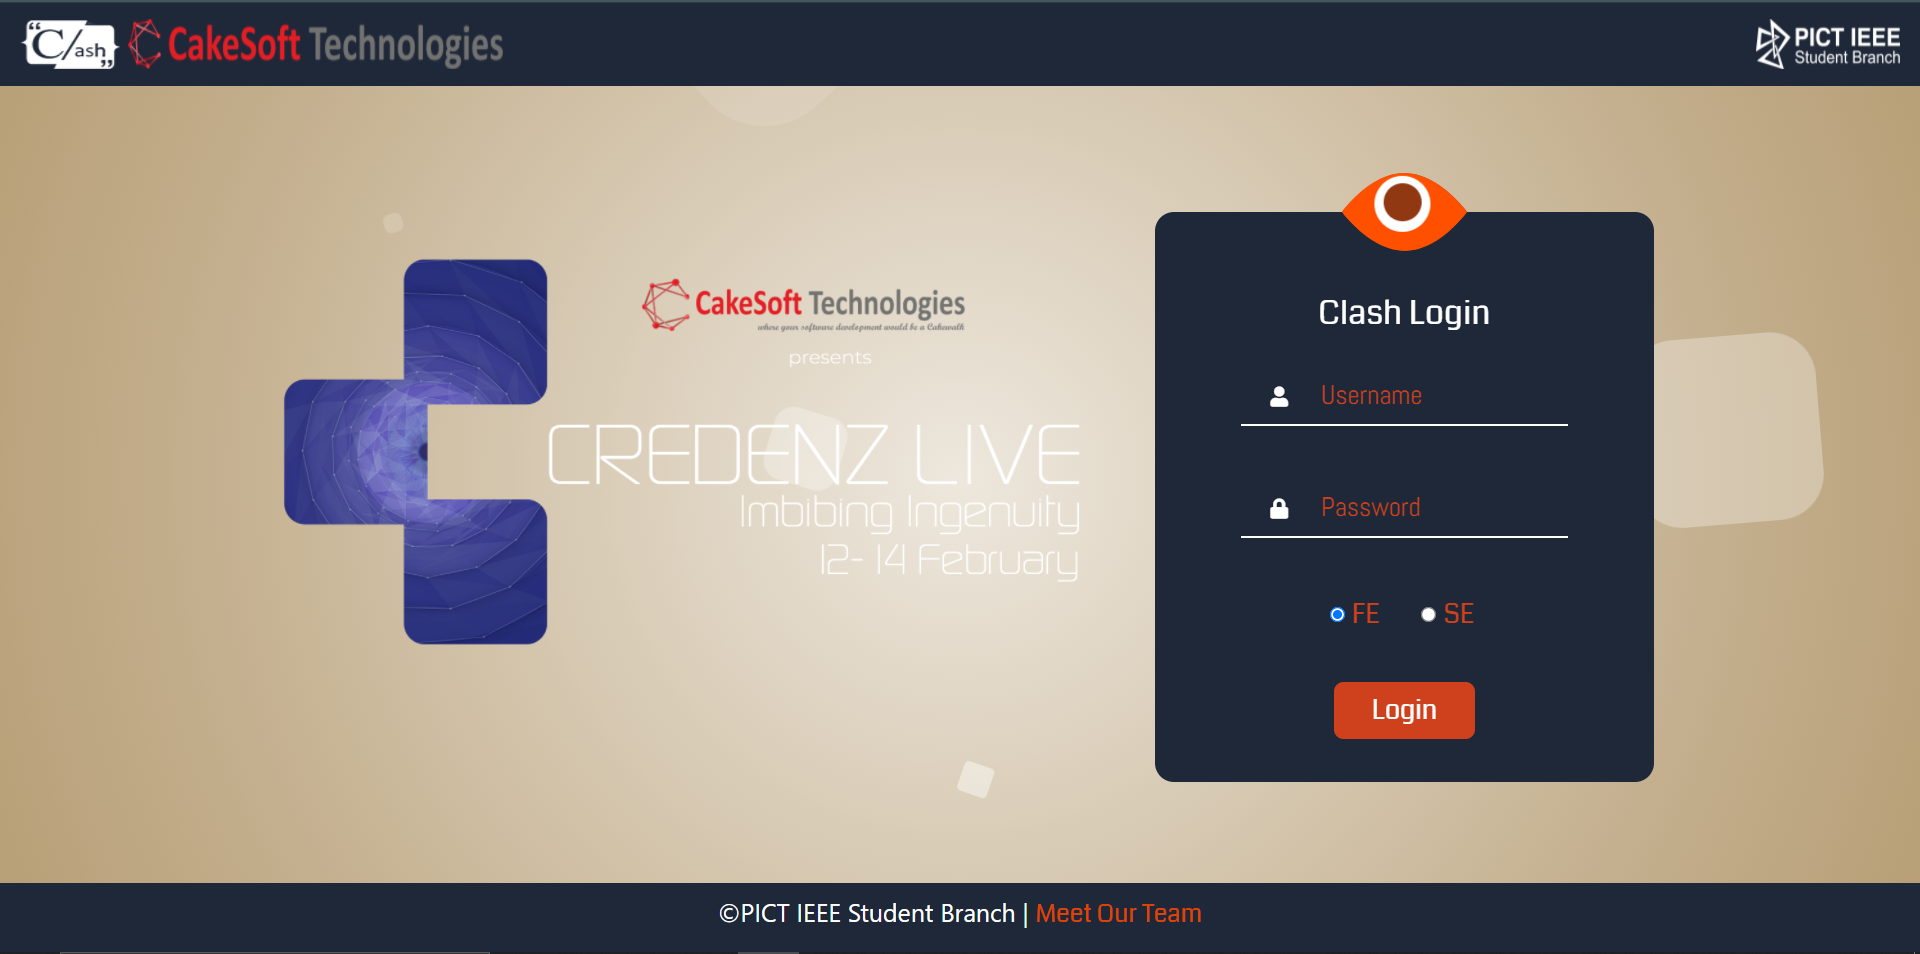 "C/ash"
CakeSoft Technologies
PICT IEEE
Student Branch
CakeSoft Technologies
where your software development would be a Cakewalk
presents
CREDENZ LIVE
Imbibing Ingenuity
12- 14 February
Clash Login
Username
Password
FE SE
Login
©PICT IEEE Student Branch | Meet Our Team